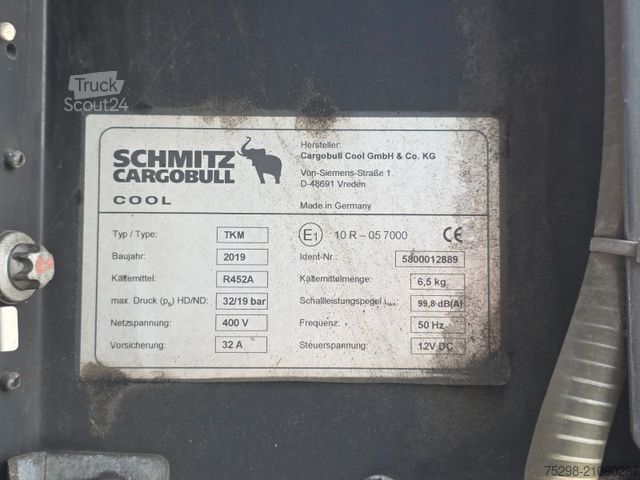 Truck
Scout24
SCHMITZ
CARGOBULL
COOL
Hersteller:
Cargobull Cool GmbH & Co. KG
Von-Siemens-Straße 1
D-48691 Vreden
Made in Germany
Typ / Type: TKM E1 10 R – 05 7000 CE
Baujahr: 2019 Ident-Nr.: 5800012889
Kältemittel: R452A Kältemittelmenge: 6,5 kg
max. Druck (ps) HD/ND: 32/19 bar Schallleistungspegel LWA: 99,8 dB(A)
Netzspannung: 400 V Frequenz: 50 Hz
Vorsicherung: 32 A Steuerspannung: 12V DC